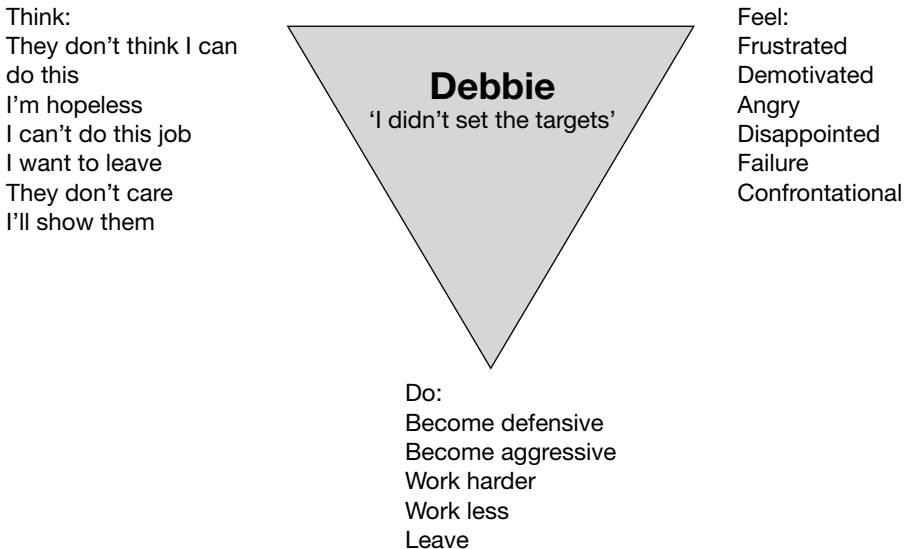 Think:
They don’t think I can
do this
I’m hopeless
I can’t do this job
I want to leave
They don’t care
I’ll show them
Debbie
‘I didn’t set the targets’
Feel:
Frustrated
Demotivated
Angry
Disappointed
Failure
Confrontational
Do:
Become defensive
Become aggressive
Work harder
Work less
Leave